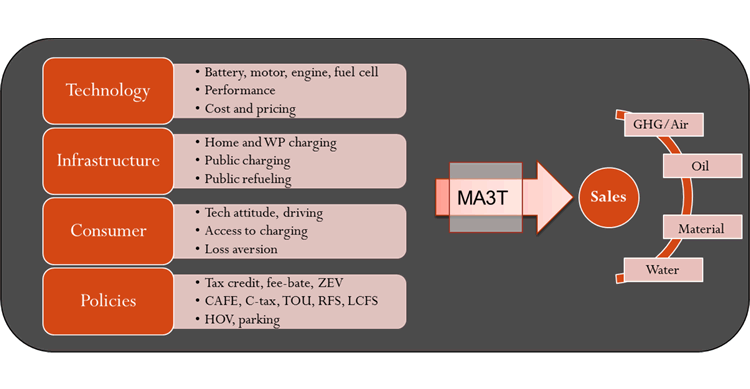 Technology
• Battery, motor, engine, fuel cell
• Performance
• Cost and pricing
Infrastructure
• Home and WP charging
• Public charging
• Public refueling
Consumer
• Tech attitude, driving
• Access to charging
• Loss aversion
Policies
• Tax credit, fee-bate, ZEV
• CAFE, C-tax, TOU, RFS, LCFS
• HOV, parking
MA3T
Sales
GHG/Air
Oil
Material
Water